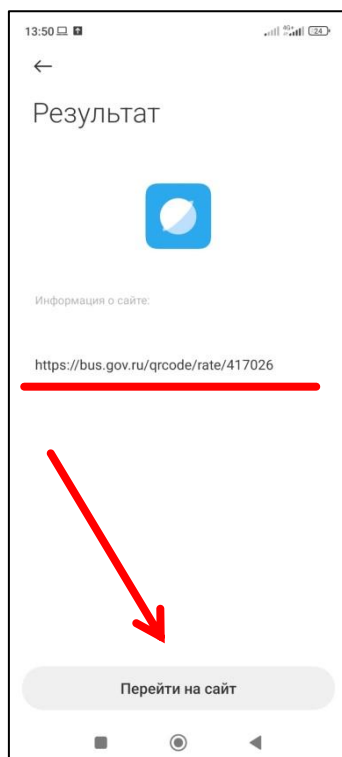 13:50
4G+
24
Результат
Информация о сайте:
https://bus.gov.ru/qrcode/rate/417026
Перейти на сайт